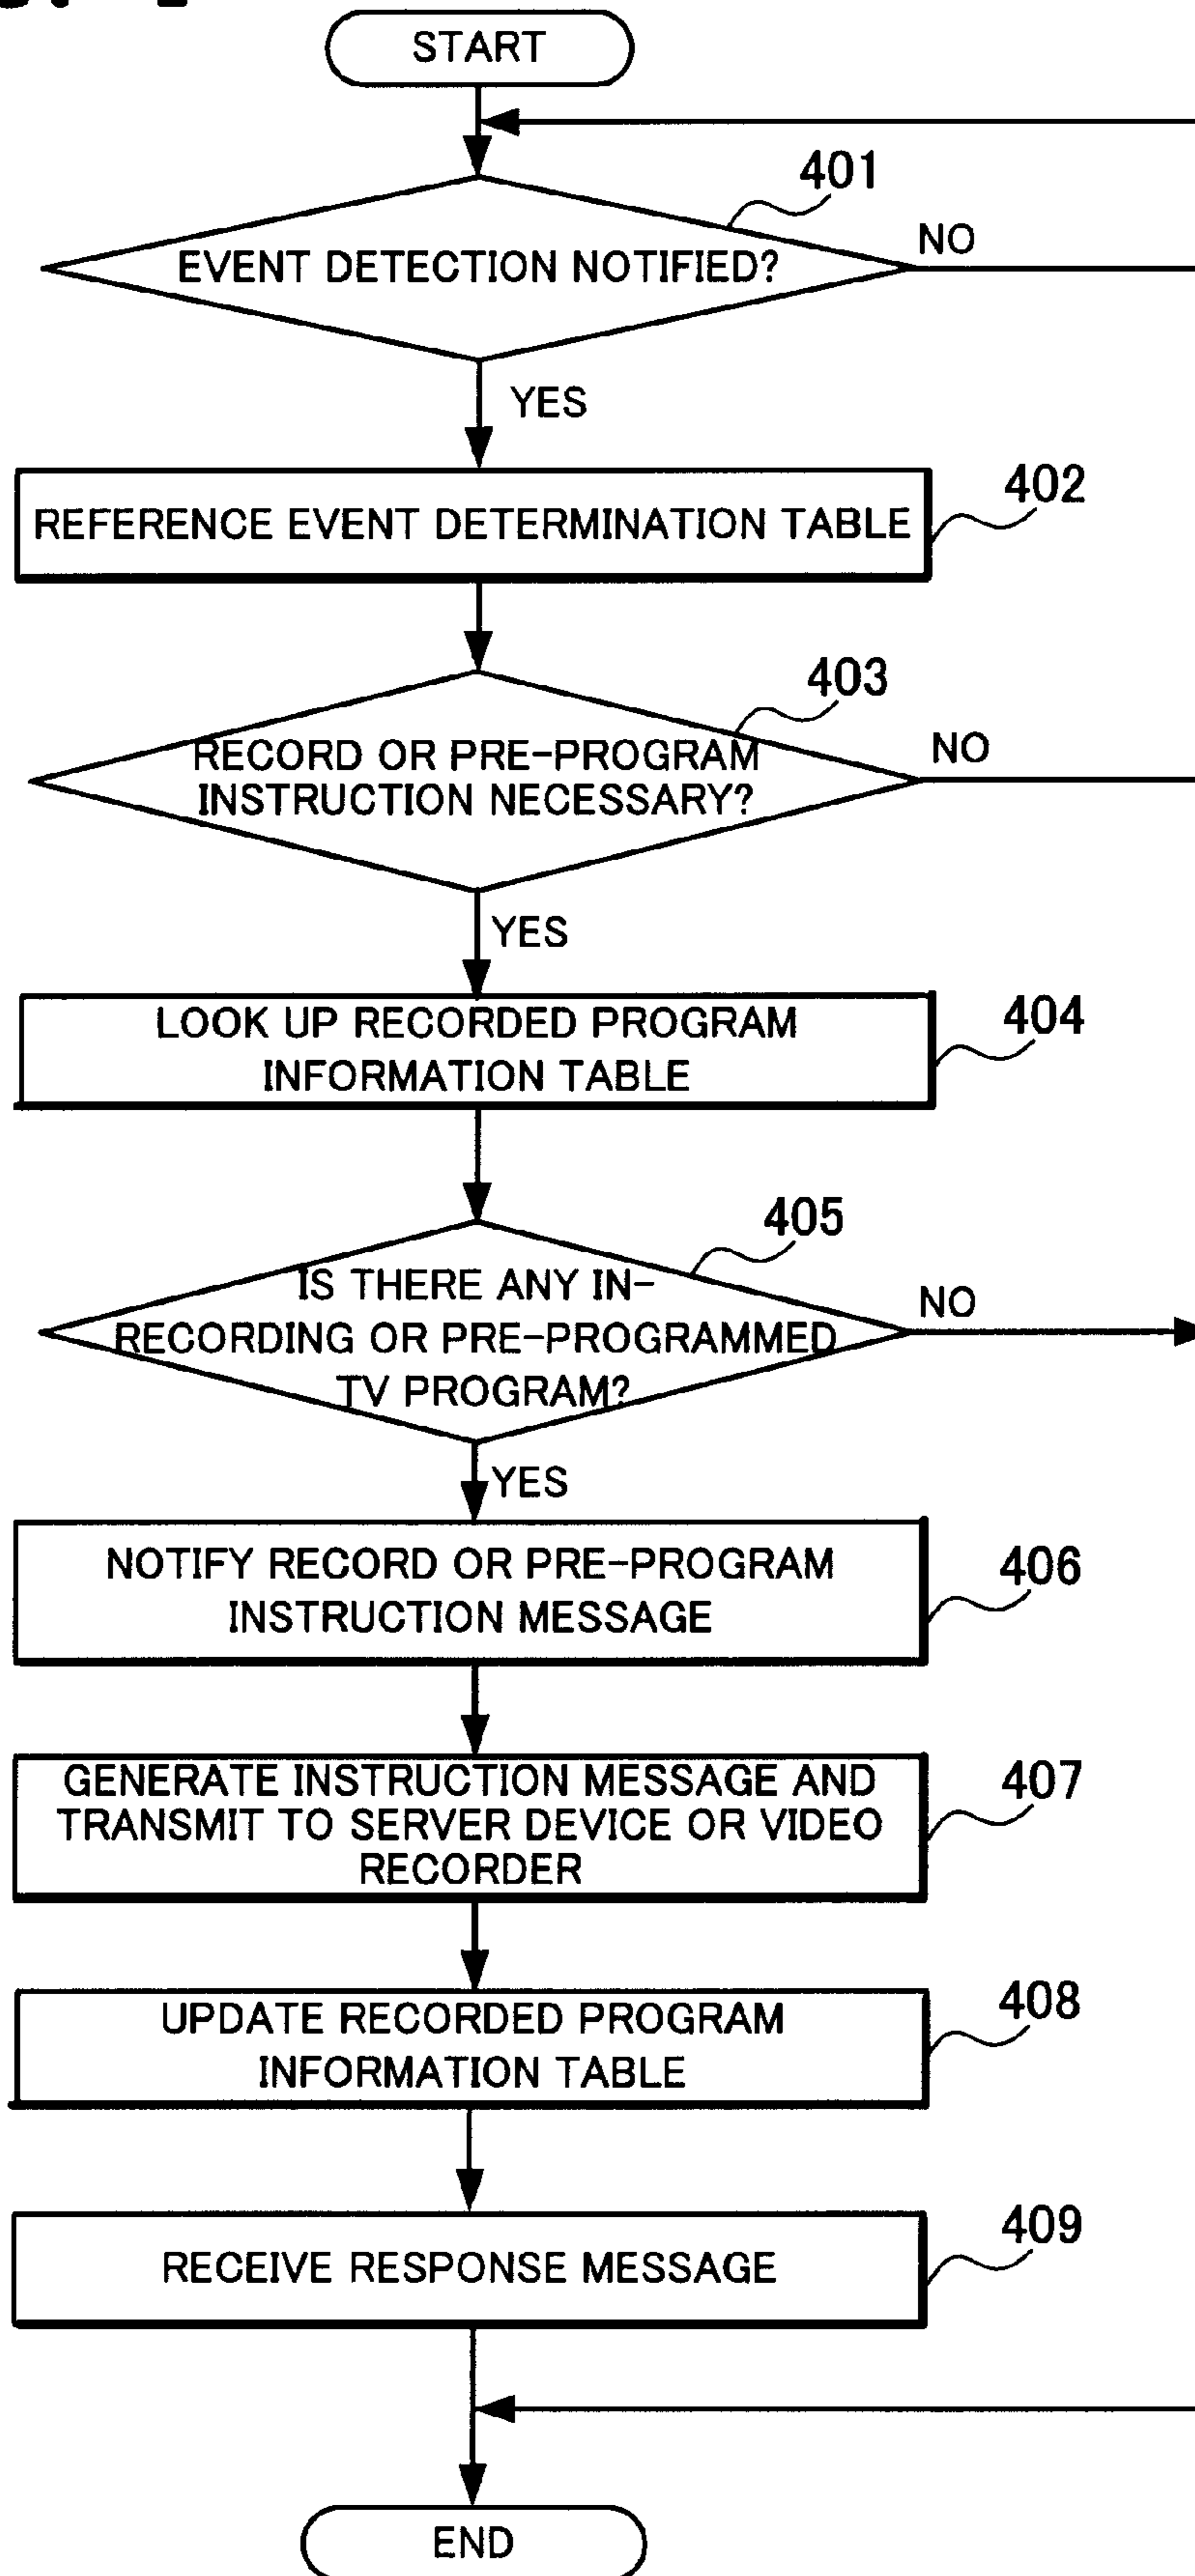 START
401
EVENT DETECTION NOTIFIED?
NO
YES
402
REFERENCE EVENT DETERMINATION TABLE
403
RECORD OR PRE-PROGRAM
INSTRUCTION NECESSARY?
NO
YES
404
LOOK UP RECORDED PROGRAM
INFORMATION TABLE
405
IS THERE ANY IN-
RECORDING OR PRE-PROGRAMMED
TV PROGRAM?
NO
YES
406
NOTIFY RECORD OR PRE-PROGRAM
INSTRUCTION MESSAGE
407
GENERATE INSTRUCTION MESSAGE AND
TRANSMIT TO SERVER DEVICE OR VIDEO
RECORDER
408
UPDATE RECORDED PROGRAM
INFORMATION TABLE
409
RECEIVE RESPONSE MESSAGE
END